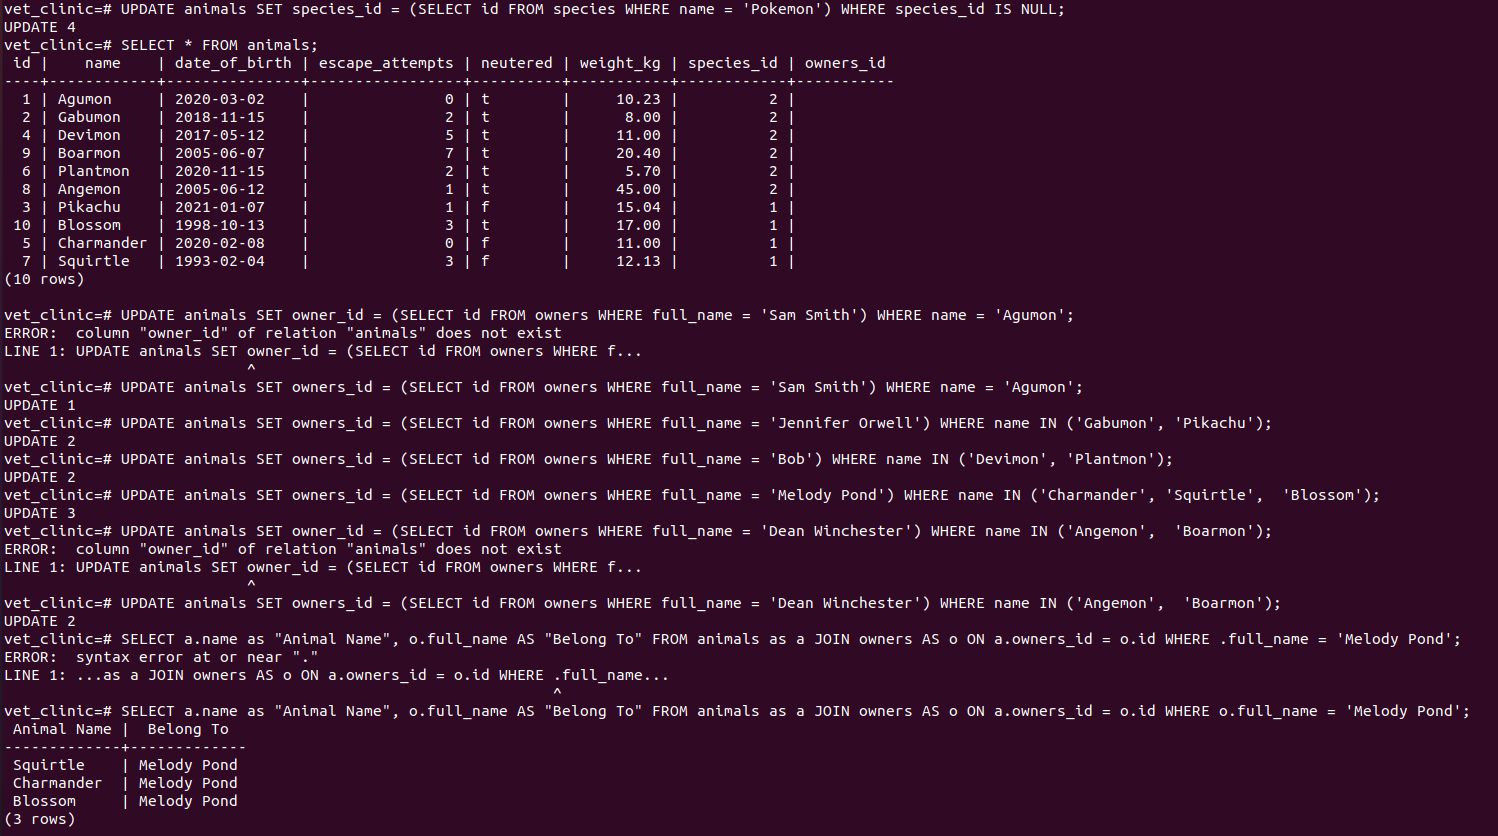 vet_clinic=# UPDATE animals SET species_id = (SELECT id FROM species WHERE name = 'Pokemon') WHERE species_id IS NULL;
UPDATE 4
vet_clinic=# SELECT * FROM animals;
 id |    name    | date_of_birth | escape_attempts | neutered | weight_kg | species_id | owners_id
----+------------+---------------+-----------------+----------+-----------+------------+-----------
  1 | Agumon     | 2020-03-02    |               0 | t        |     10.23 |          2 |
  2 | Gabumon    | 2018-11-15    |               2 | t        |      8.00 |          2 |
  4 | Devimon    | 2017-05-12    |               5 | t        |     11.00 |          2 |
  9 | Boarmon    | 2005-06-07    |               7 | t        |     20.40 |          2 |
  6 | Plantmon   | 2020-11-15    |               2 | t        |      5.70 |          2 |
  8 | Angemon    | 2005-06-12    |               1 | t        |     45.00 |          2 |
  3 | Pikachu    | 2021-01-07    |               1 | f        |     15.04 |          1 |
 10 | Blossom    | 1998-10-13    |               3 | t        |     17.00 |          1 |
  5 | Charmander | 2020-02-08    |               0 | f        |     11.00 |          1 |
  7 | Squirtle   | 1993-02-04    |               3 | f        |     12.13 |          1 |
(10 rows)

vet_clinic=# UPDATE animals SET owner_id = (SELECT id FROM owners WHERE full_name = 'Sam Smith') WHERE name = 'Agumon';
ERROR:  column "owner_id" of relation "animals" does not exist
LINE 1: UPDATE animals SET owner_id = (SELECT id FROM owners WHERE f...
                           ^
vet_clinic=# UPDATE animals SET owners_id = (SELECT id FROM owners WHERE full_name = 'Sam Smith') WHERE name = 'Agumon';
UPDATE 1
vet_clinic=# UPDATE animals SET owners_id = (SELECT id FROM owners WHERE full_name = 'Jennifer Orwell') WHERE name IN ('Gabumon', 'Pikachu');
UPDATE 2
vet_clinic=# UPDATE animals SET owners_id = (SELECT id FROM owners WHERE full_name = 'Bob') WHERE name IN ('Devimon', 'Plantmon');
UPDATE 2
vet_clinic=# UPDATE animals SET owners_id = (SELECT id FROM owners WHERE full_name = 'Melody Pond') WHERE name IN ('Charmander', 'Squirtle',  'Blossom');
UPDATE 3
vet_clinic=# UPDATE animals SET owner_id = (SELECT id FROM owners WHERE full_name = 'Dean Winchester') WHERE name IN ('Angemon',  'Boarmon');
ERROR:  column "owner_id" of relation "animals" does not exist
LINE 1: UPDATE animals SET owner_id = (SELECT id FROM owners WHERE f...
                           ^
vet_clinic=# UPDATE animals SET owners_id = (SELECT id FROM owners WHERE full_name = 'Dean Winchester') WHERE name IN ('Angemon',  'Boarmon');
UPDATE 2
vet_clinic=# SELECT a.name as "Animal Name", o.full_name AS "Belong To" FROM animals as a JOIN owners AS o ON a.owners_id = o.id WHERE .full_name = 'Melody Pond';
ERROR:  syntax error at or near "."
LINE 1: ...as a JOIN owners AS o ON a.owners_id = o.id WHERE .full_name...
                                                             ^
vet_clinic=# SELECT a.name as "Animal Name", o.full_name AS "Belong To" FROM animals as a JOIN owners AS o ON a.owners_id = o.id WHERE o.full_name = 'Melody Pond';
 Animal Name |  Belong To
-------------+-------------
 Squirtle    | Melody Pond
 Charmander  | Melody Pond
 Blossom     | Melody Pond
(3 rows)